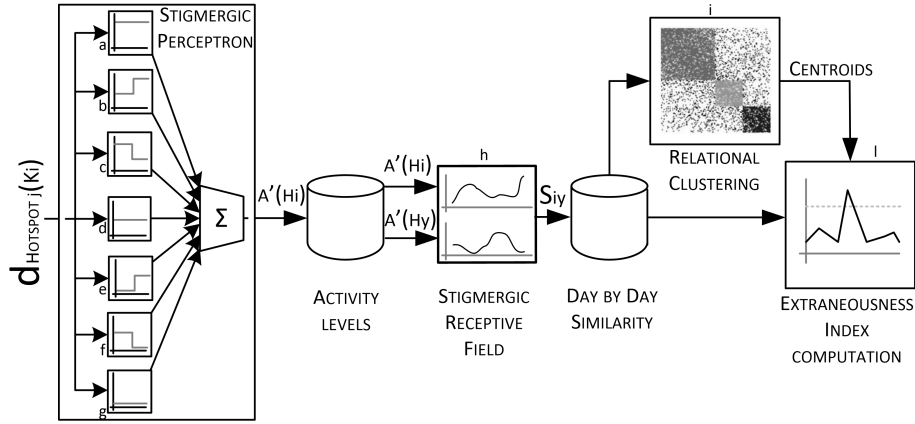 STIGMERGIC
PERCEPTRON
a
b
c
d
e
f
g
dHOTSPOT j(Ki)
Σ
A'(Hi)
ACTIVITY
LEVELS
A'(Hi)
A'(Hy)
h
STIGMERGIC
RECEPTIVE
FIELD
Siy
DAY BY DAY
SIMILARITY
i
RELATIONAL
CLUSTERING
CENTROIDS
l
EXTRANEOUSNESS
INDEX
COMPUTATION